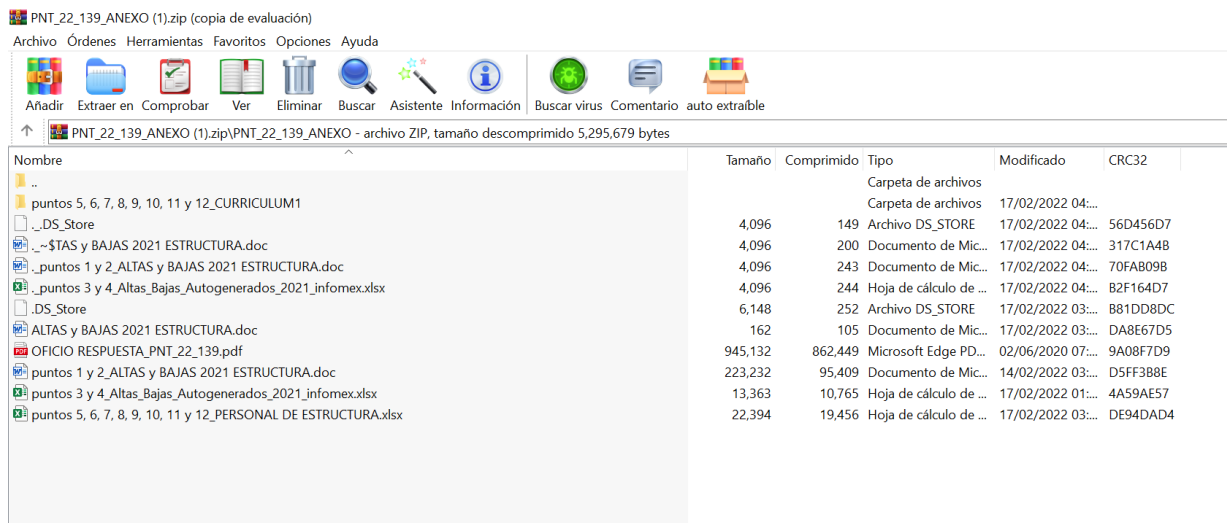 PNT_22_139_ANEXO (1).zip (copia de evaluación)
Archivo Órdenes Herramientas Favoritos Opciones Ayuda
Añadir Extraer en Comprobar Ver Eliminar Buscar Asistente Información Buscar virus Comentario auto extraíble
PNT_22_139_ANEXO (1).zip\PNT_22_139_ANEXO - archivo ZIP, tamaño descomprimido 5,295,679 bytes
Nombre Tamaño Comprimido Tipo Modificado CRC32
.. Carpeta de archivos
puntos 5, 6, 7, 8, 9, 10, 11 y 12_CURRICULUM1 Carpeta de archivos 17/02/2022 04:...
._.DS_Store 4,096 149 Archivo DS_STORE 17/02/2022 04:... 56D456D7
._~$TAS y BAJAS 2021 ESTRUCTURA.doc 4,096 200 Documento de Mic... 17/02/2022 04:... 317C1A4B
._puntos 1 y 2_ALTAS y BAJAS 2021 ESTRUCTURA.doc 4,096 243 Documento de Mic... 17/02/2022 04:... 70FAB09B
._puntos 3 y 4_Altas_Bajas_Autogenerados_2021_infomex.xlsx 4,096 244 Hoja de cálculo de ... 17/02/2022 04:... B2F164D7
.DS_Store 6,148 252 Archivo DS_STORE 17/02/2022 03:... B81DD8DC
ALTAS y BAJAS 2021 ESTRUCTURA.doc 162 105 Documento de Mic... 17/02/2022 03:... DA8E67D5
OFICIO RESPUESTA_PNT_22_139.pdf 945,132 862,449 Microsoft Edge PD... 02/06/2020 07:... 9A08F7D9
puntos 1 y 2_ALTAS y BAJAS 2021 ESTRUCTURA.doc 223,232 95,409 Documento de Mic... 14/02/2022 03:... D5FF3B8E
puntos 3 y 4_Altas_Bajas_Autogenerados_2021_infomex.xlsx 13,363 10,765 Hoja de cálculo de ... 17/02/2022 01:... 4A59AE57
puntos 5, 6, 7, 8, 9, 10, 11 y 12_PERSONAL DE ESTRUCTURA.xlsx 22,394 19,456 Hoja de cálculo de ... 17/02/2022 03:... DE94DAD4